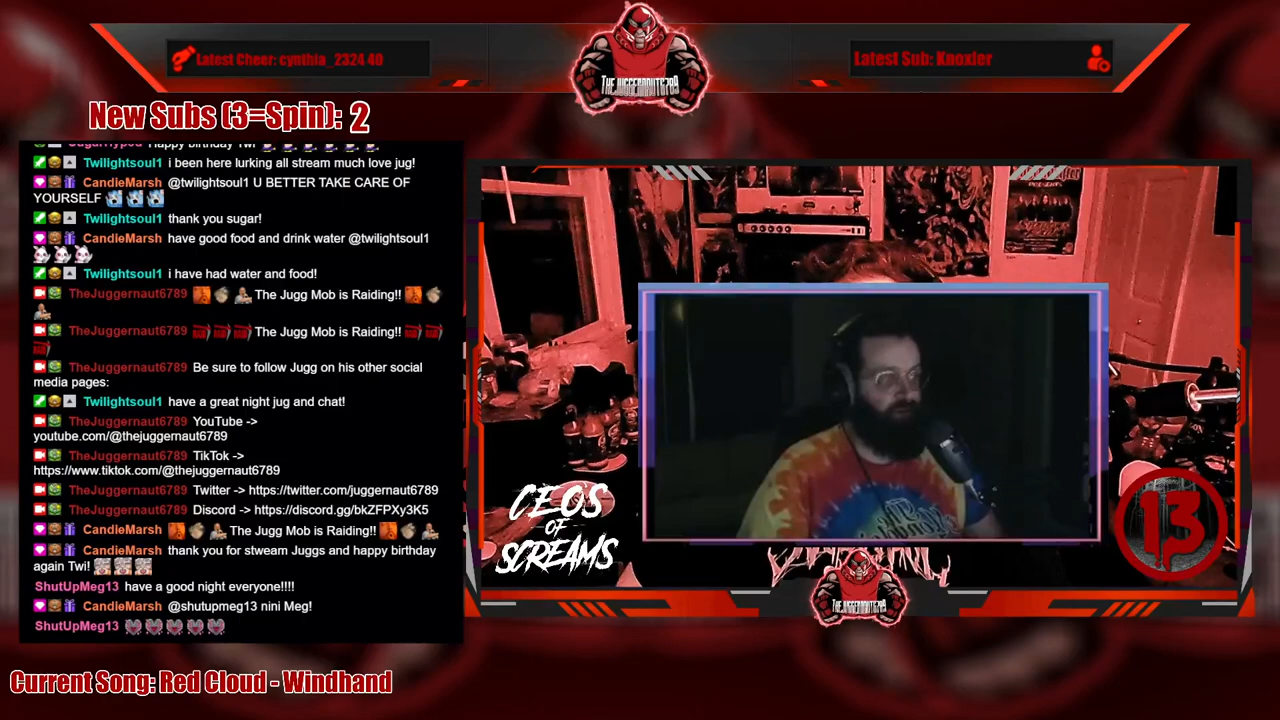 Latest Cheer: cynthia_2324 40
THEJUGGERNAUT6789
Latest Sub: Knoxler
New Subs (3=Spin): 2
Happy Birthday Twi
Twilightsoul1 i been here lurking all stream much love jug!
CandleMarsh @twilightsoul1 U BETTER TAKE CARE OF
YOURSELF
Twilightsoul1 thank you sugar!
CandleMarsh have good food and drink water @twilightsoul1
Twilightsoul1 i have had water and food!
TheJuggernaut6789 The Jugg Mob is Raiding!!
TheJuggernaut6789 The Jugg Mob is Raiding!!
TheJuggernaut6789 Be sure to follow Jugg on his other social
media pages:
Twilightsoul1 have a great night jug and chat!
TheJuggernaut6789 YouTube ->
youtube.com/@thejuggernaut6789
TheJuggernaut6789 TikTok ->
https://www.tiktok.com/@thejuggernaut6789
TheJuggernaut6789 Twitter -> https://twitter.com/juggernaut6789
TheJuggernaut6789 Discord -> https://discord.gg/bkZFPXy3K5
CandleMarsh The Jugg Mob is Raiding!!
CandleMarsh thank you for stweam Juggs and happy birthday
again Twi!
ShutUpMeg13 have a good night everyone!!!!
CandleMarsh @shutupmeg13 nini Meg!
ShutUpMeg13
CEO'S
OF
SCREAMS
13
THEJUGGERNAUT6789
Current Song: Red Cloud - Windhand